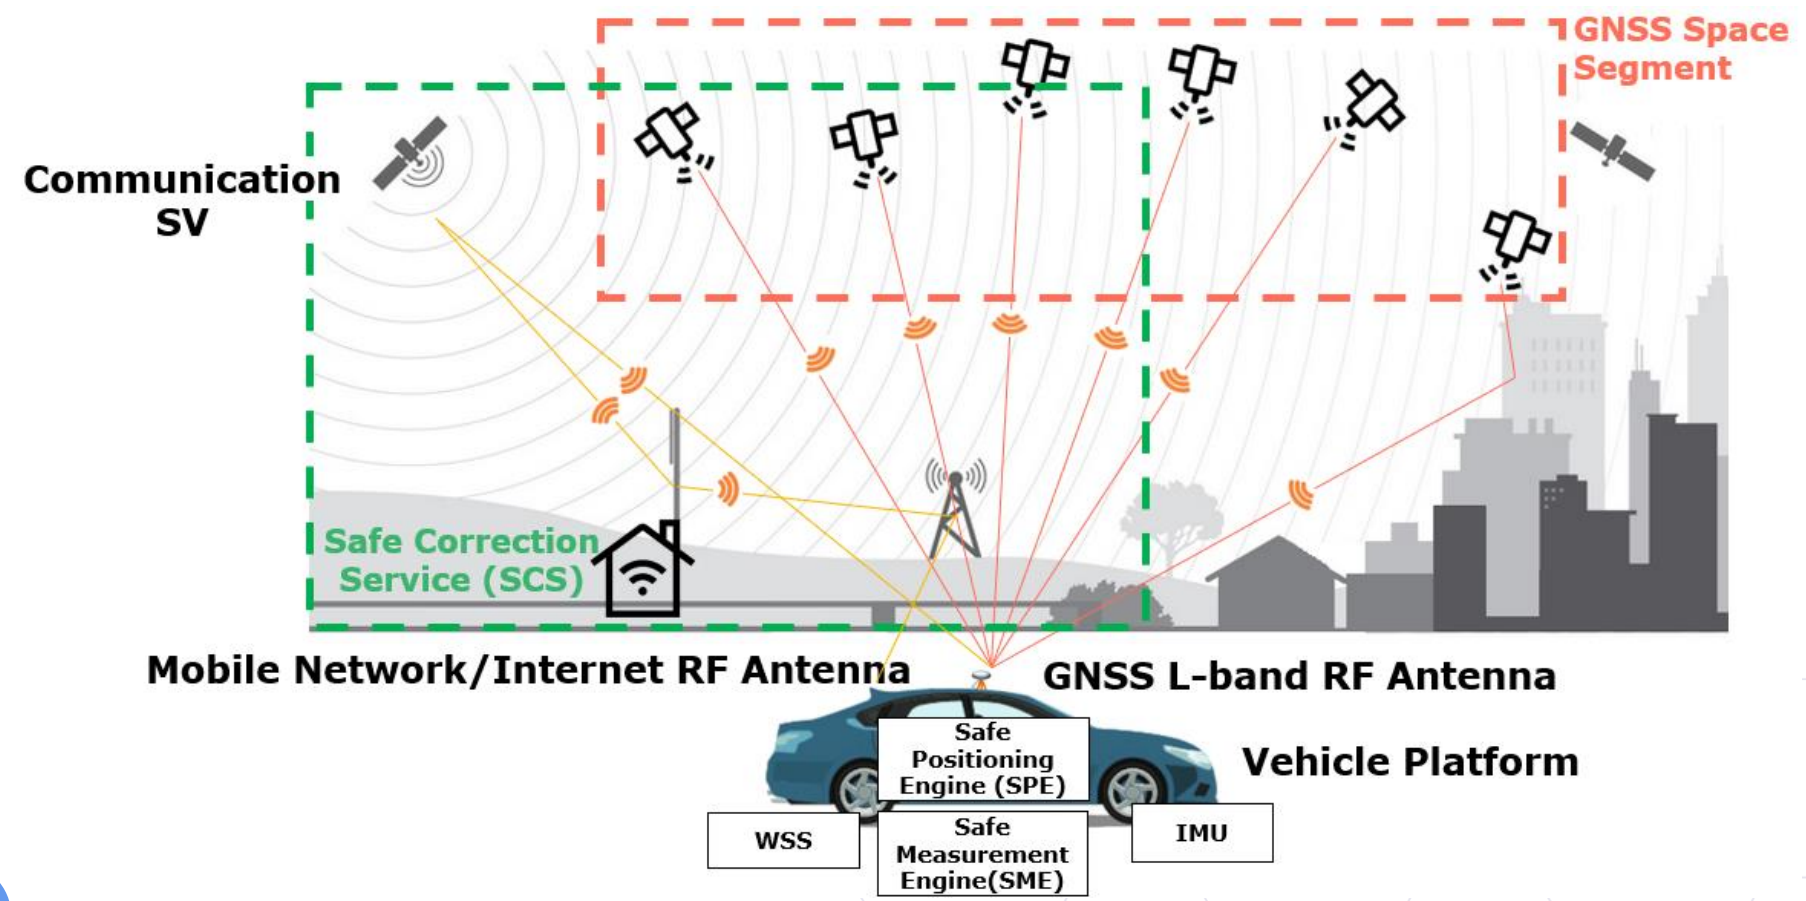 GNSS Space
Segment
Communication
SV
Safe Correction
Service (SCS)
Mobile Network/Internet RF Antenna
GNSS L-band RF Antenna
Safe
Positioning
Engine (SPE)
Vehicle Platform
WSS
Safe
Measurement
Engine(SME)
IMU